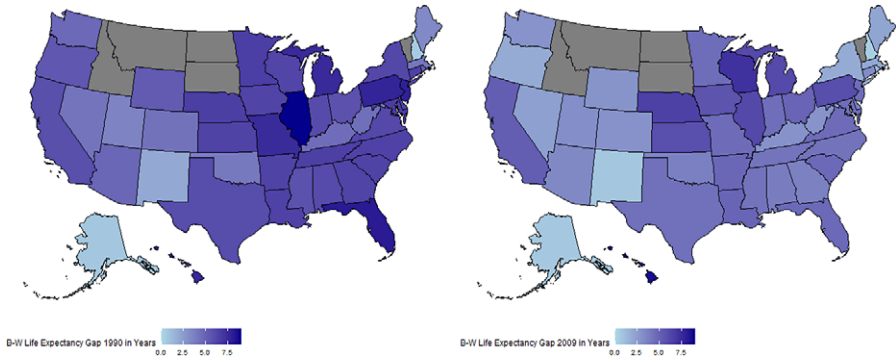 B-W Life Expectancy Gap 1990 in Years
0.0 2.5 5.0 7.5
B-W Life Expectancy Gap 2009 in Years
0.0 2.5 5.0 7.5